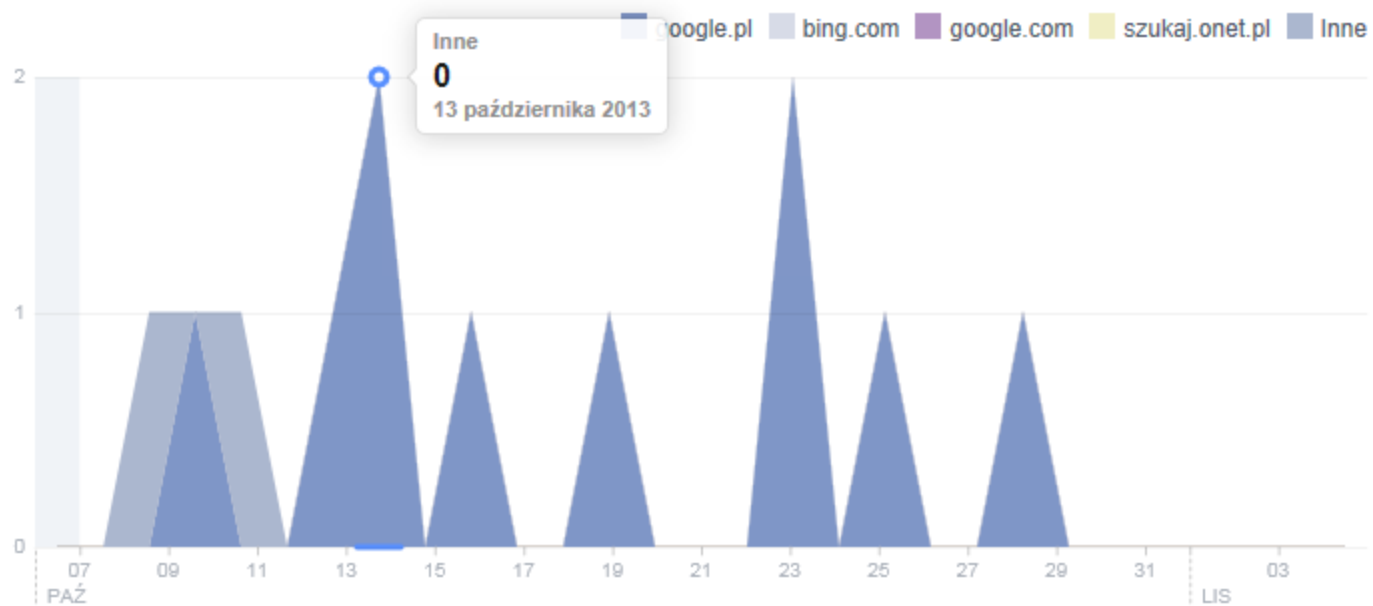 google.pl bing.com google.com szukaj.onet.pl Inne
Inne
0
13 października 2013
2
1
0
07 09 11 13 15 17 19 21 23 25 27 29 31 03
PAŹ LIS